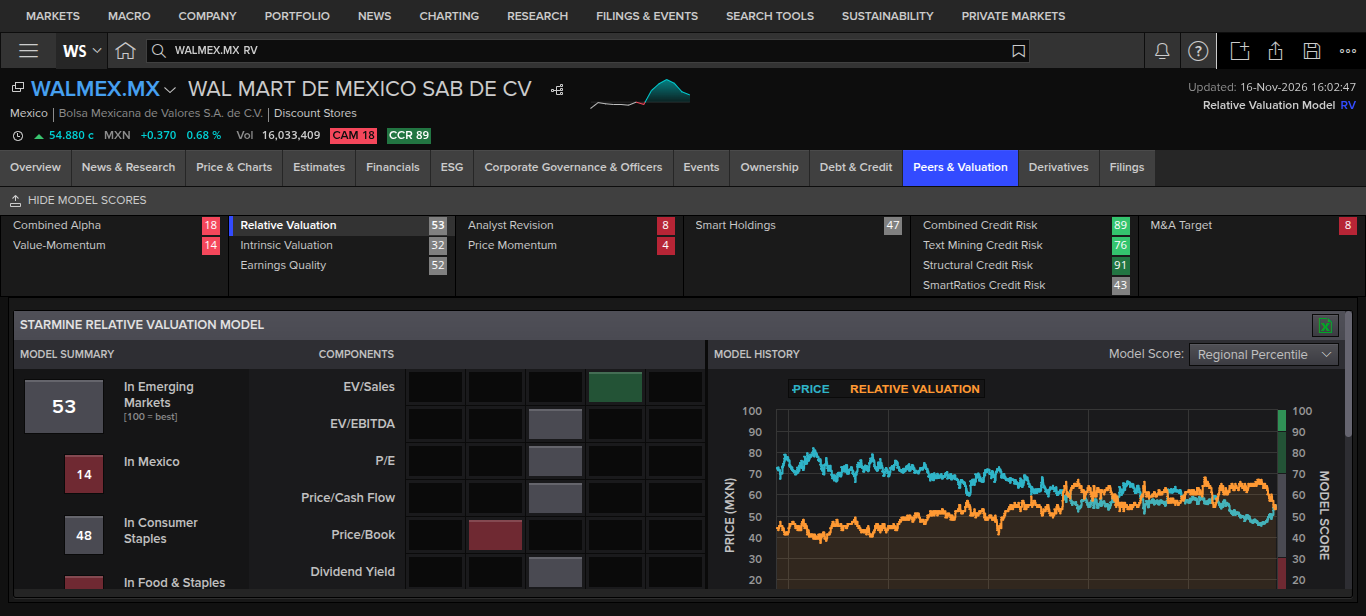 MARKETS MACRO COMPANY PORTFOLIO NEWS CHARTING RESEARCH FILINGS & EVENTS SEARCH TOOLS SUSTAINABILITY PRIVATE MARKETS
WS WALMEX.MX RV
WALMEX.MX WAL MART DE MEXICO SAB DE CV
Updated: 16-Nov-2026 16:02:47
Mexico | Bolsa Mexicana de Valores S.A. de C.V. | Discount Stores
Relative Valuation Model RV
54.880 c MXN +0.370 0.68 % Vol 16,033,409 CAM 18 CCR 89
Overview News & Research Price & Charts Estimates Financials ESG Corporate Governance & Officers Events Ownership Debt & Credit Peers & Valuation Derivatives Filings
HIDE MODEL SCORES
Combined Alpha 18 Relative Valuation 53 Analyst Revision 8 Smart Holdings 47 Combined Credit Risk 89 M&A Target 8
Value-Momentum 14 Intrinsic Valuation 32 Price Momentum 4 Text Mining Credit Risk 76
Earnings Quality 52 Structural Credit Risk 91
SmartRatios Credit Risk 43
STARMINE RELATIVE VALUATION MODEL
MODEL SUMMARY COMPONENTS
53 In Emerging
Markets
[100 = best]
14 In Mexico
48 In Consumer
Staples
In Food & Staples
EV/Sales
EV/EBITDA
P/E
Price/Cash Flow
Price/Book
Dividend Yield
MODEL HISTORY Model Score: Regional Percentile
PRICE RELATIVE VALUATION
100 100
90 90
80 80
70 70
60 60
50 50
40 40
30 30
20 20
PRICE (MXN)
MODEL SCORE